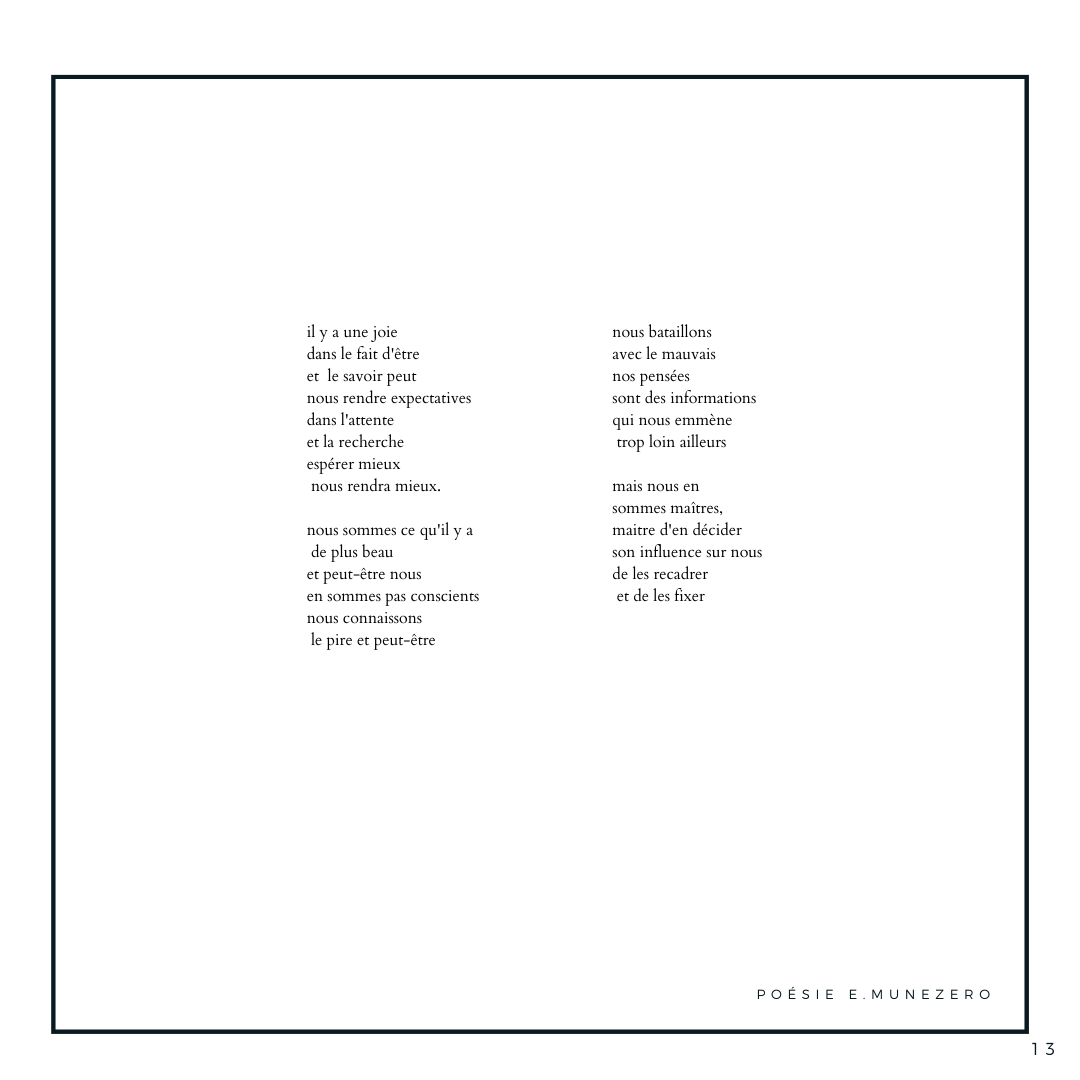 il y a une joie
dans le fait d'être
et  le savoir peut
nous rendre expectatives
dans l'attente
et la recherche
espérer mieux
nous rendra mieux.
nous sommes ce qu'il y a
de plus beau
et peut-être nous
en sommes pas conscients
nous connaissons
le pire et peut-être
nous bataillons
avec le mauvais
nos pensées
sont des informations
qui nous emmène
trop loin ailleurs
mais nous en
sommes maîtres,
maitre d'en décider
son influence sur nous
de les recadrer
et de les fixer
POÉSIE E.MUNEZERO
13